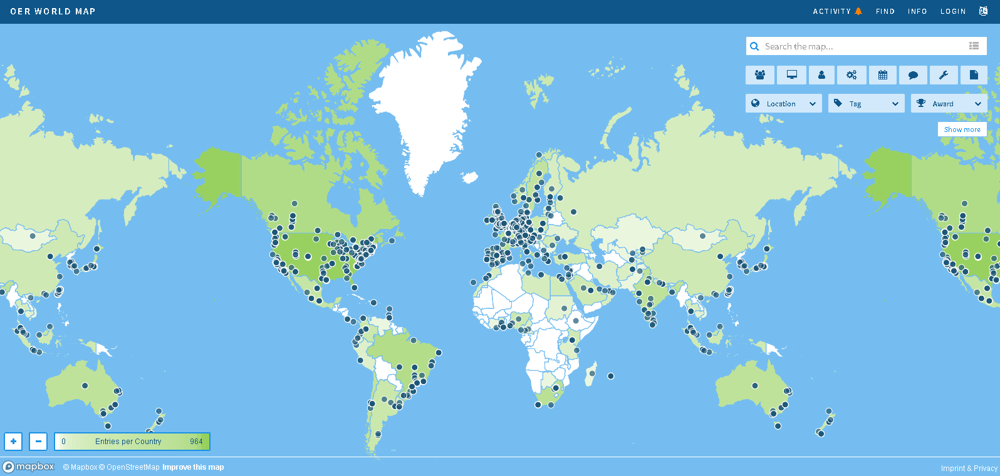 OER WORLD MAP
ACTIVITY FIND INFO LOGIN
Search the map...
Location Tag Award
Show more
0 Entries per Country 964
mapbox © Mapbox © OpenStreetMap Improve this map
Imprint & Privacy